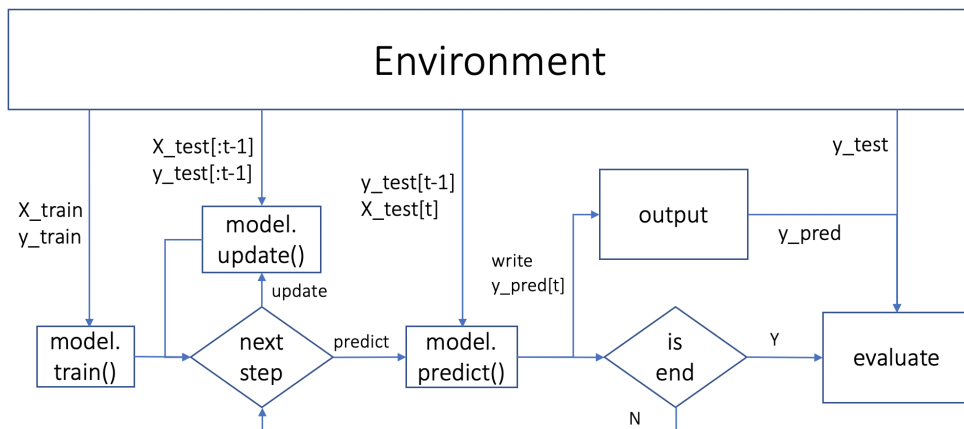 Environment
X_test[:t-1]
y_test[:t-1]
y_test
y_test[t-1]
X_test[t]
X_train
y_train
model.
update()
output
y_pred
write
y_pred[t]
update
model.
train()
next
step
predict
model.
predict()
is
end
Y
evaluate
N